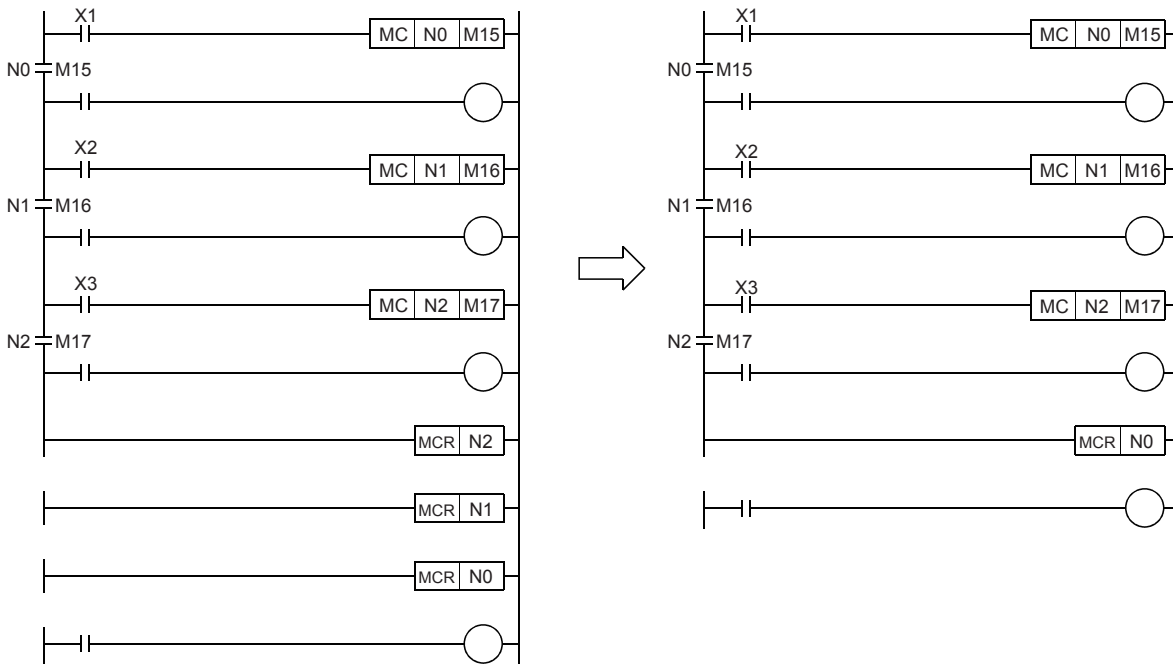 X1
MC N0 M15
N0 M15
X2
MC N1 M16
N1 M16
X3
MC N2 M17
N2 M17
MCR N2
MCR N1
MCR N0
X1
MC N0 M15
N0 M15
X2
MC N1 M16
N1 M16
X3
MC N2 M17
N2 M17
MCR N0